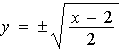 y = ±√((x − 2)/2)